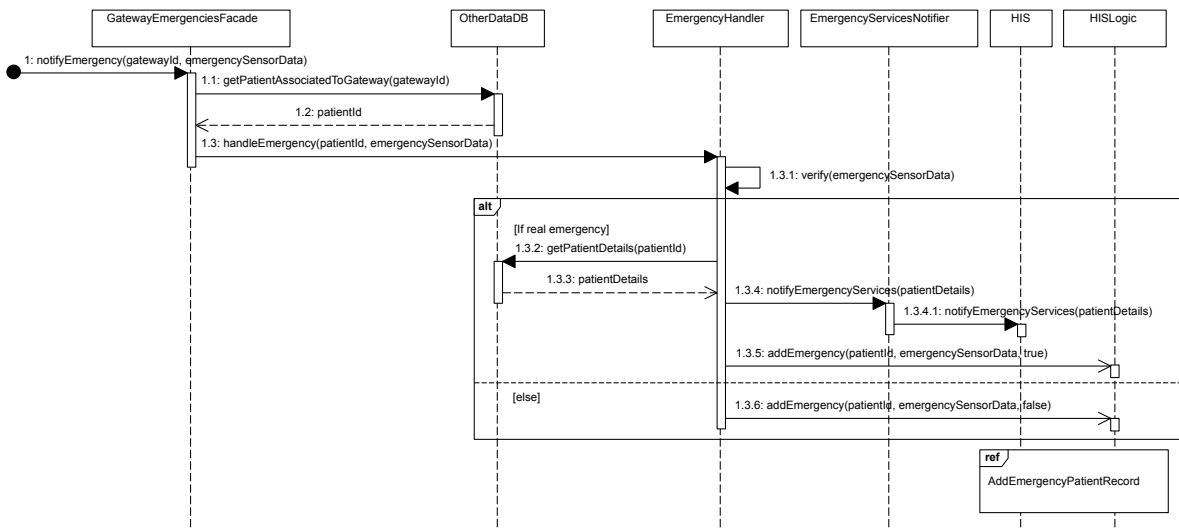 GatewayEmergenciesFacade
OtherDataDB
EmergencyHandler
EmergencyServicesNotifier
HIS
HISLogic
1: notifyEmergency(gatewayId, emergencySensorData)
1.1: getPatientAssociatedToGateway(gatewayId)
1.2: patientId
1.3: handleEmergency(patientId, emergencySensorData)
1.3.1: verify(emergencySensorData)
alt
[If real emergency]
1.3.2: getPatientDetails(patientId)
1.3.3: patientDetails
1.3.4: notifyEmergencyServices(patientDetails)
1.3.4.1: notifyEmergencyServices(patientDetails)
1.3.5: addEmergency(patientId, emergencySensorData, true)
[else]
1.3.6: addEmergency(patientId, emergencySensorData, false)
ref
AddEmergencyPatientRecord